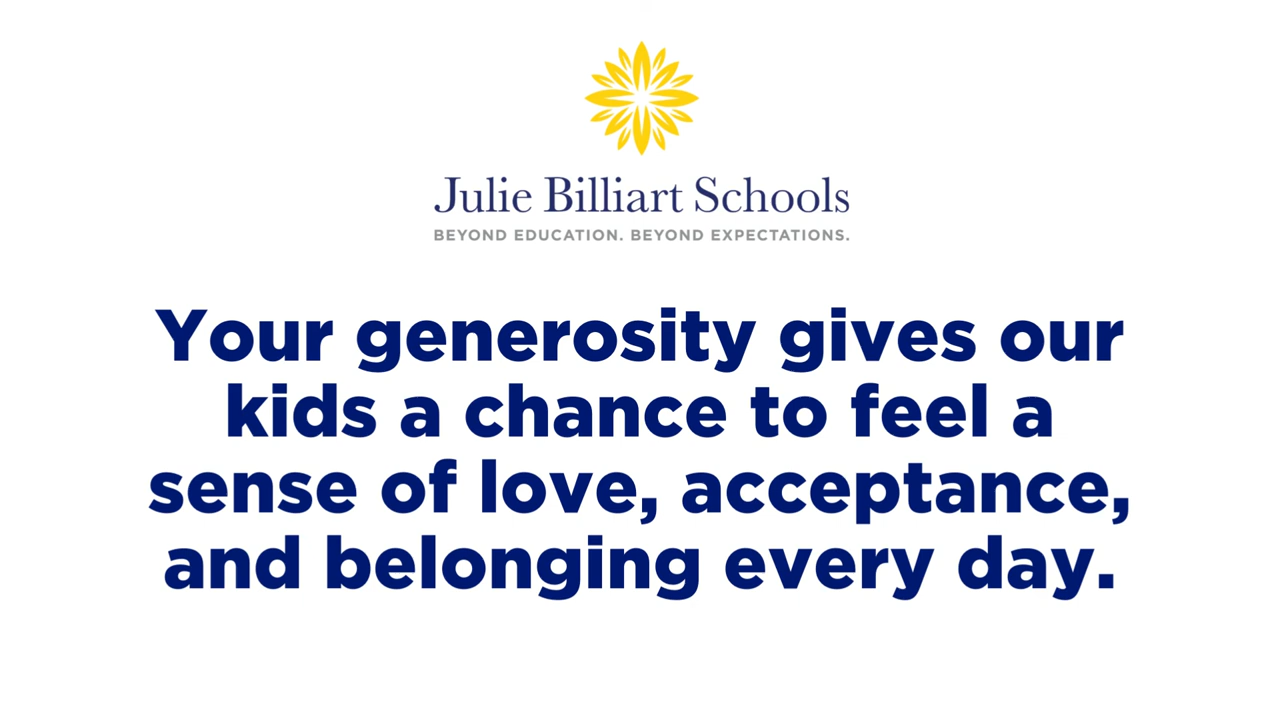 Julie Billiart Schools
BEYOND EDUCATION. BEYOND EXPECTATIONS.
Your generosity gives our
kids a chance to feel a
sense of love, acceptance,
and belonging every day.